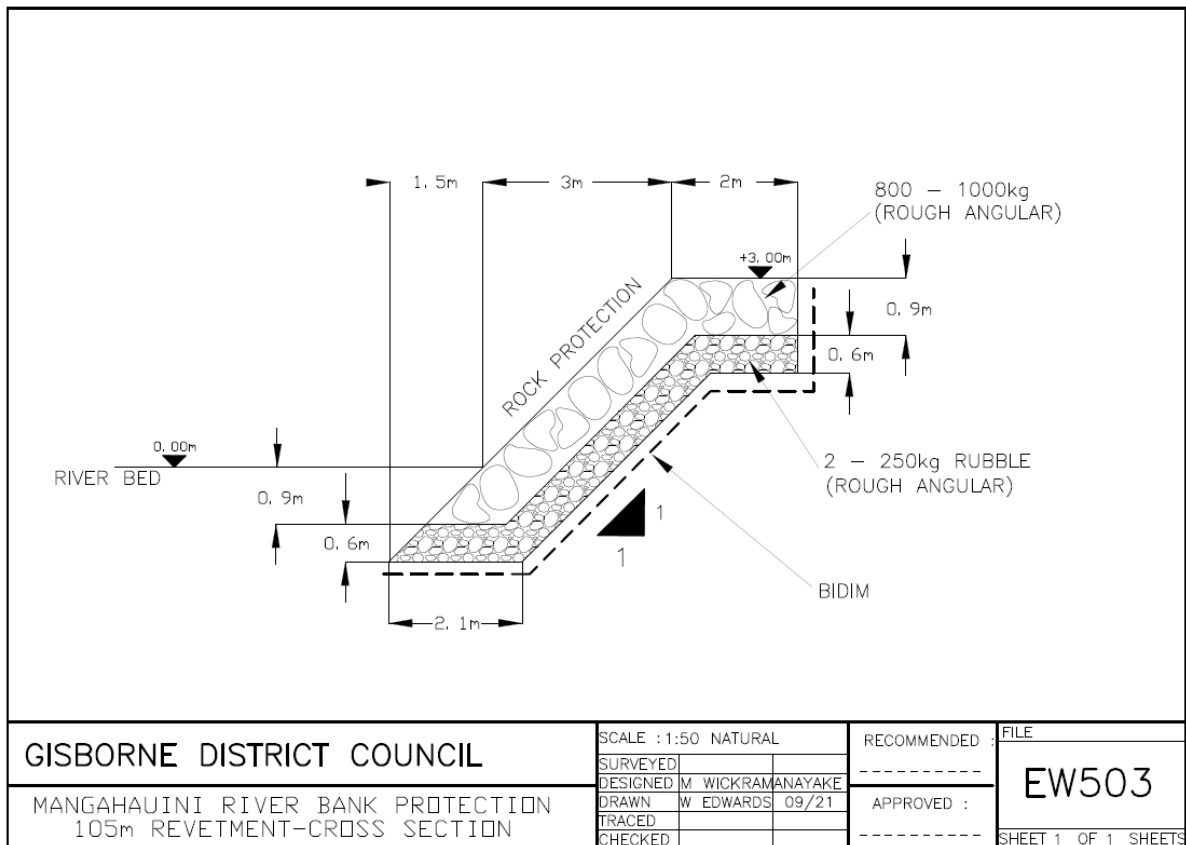 1.5m
3m
2m
800 - 1000kg
(ROUGH ANGULAR)
+3.00m
ROCK PROTECTION
0.9m
0.6m
0.00m
RIVER BED
2 - 250kg RUBBLE
(ROUGH ANGULAR)
0.9m
0.6m
1
1
BIDIM
2.1m
GISBORNE DISTRICT COUNCIL
MANGAHAUINI RIVER BANK PROTECTION
105m REVETMENT-CROSS SECTION
SCALE : 1:50 NATURAL
SURVEYED
DESIGNED M WICKRAMANAYAKE
DRAWN W EDWARDS 09/21
TRACED
CHECKED
RECOMMENDED :
----------
APPROVED :
----------
FILE
EW503
SHEET 1 OF 1 SHEETS